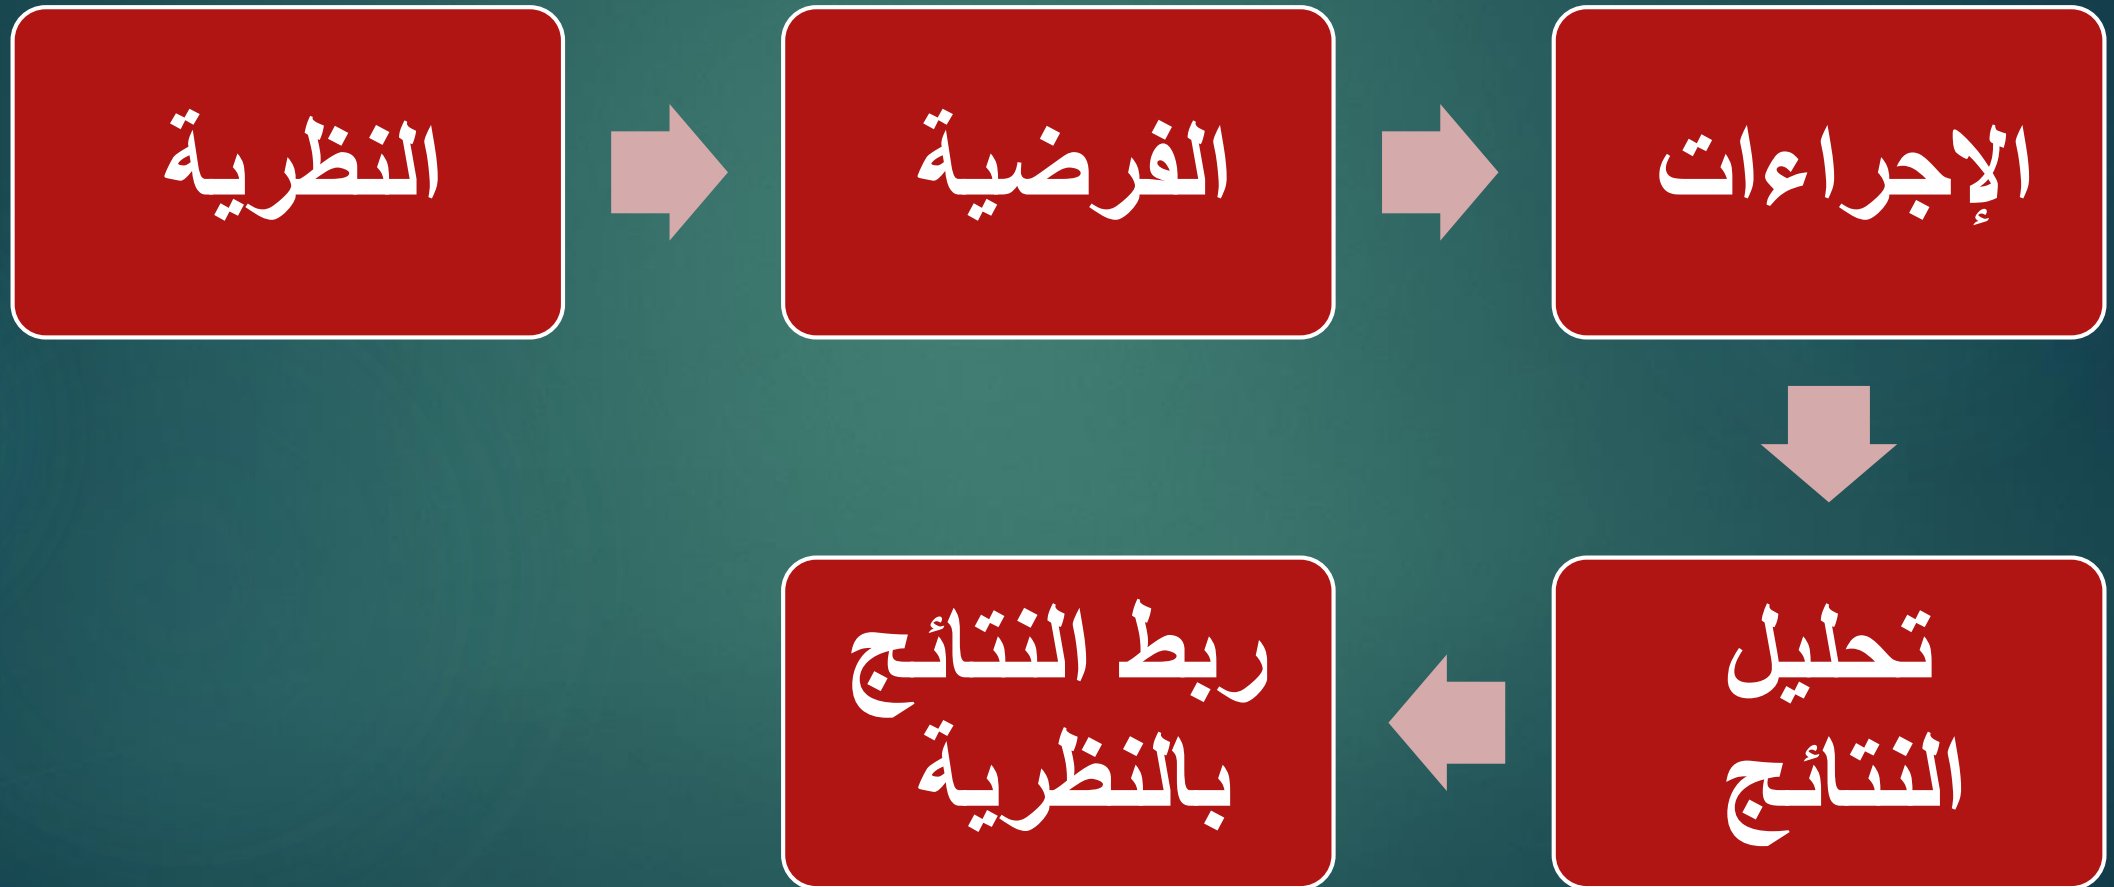 النظرية
الفرضية
الإجراءات
تحليل
النتائج
ربط النتائج
بالنظرية